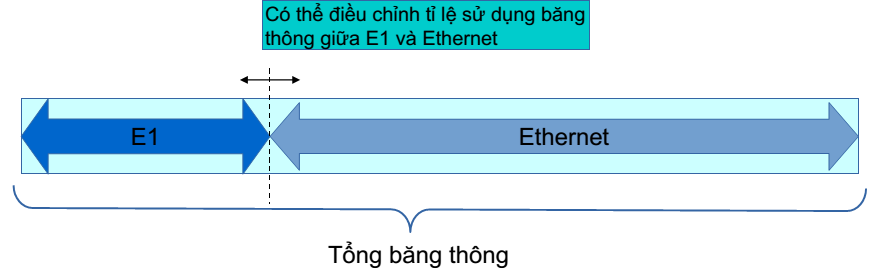 Có thể điều chỉnh tỉ lệ sử dụng băng
thông giữa E1 và Ethernet
E1
Ethernet
Tổng băng thông